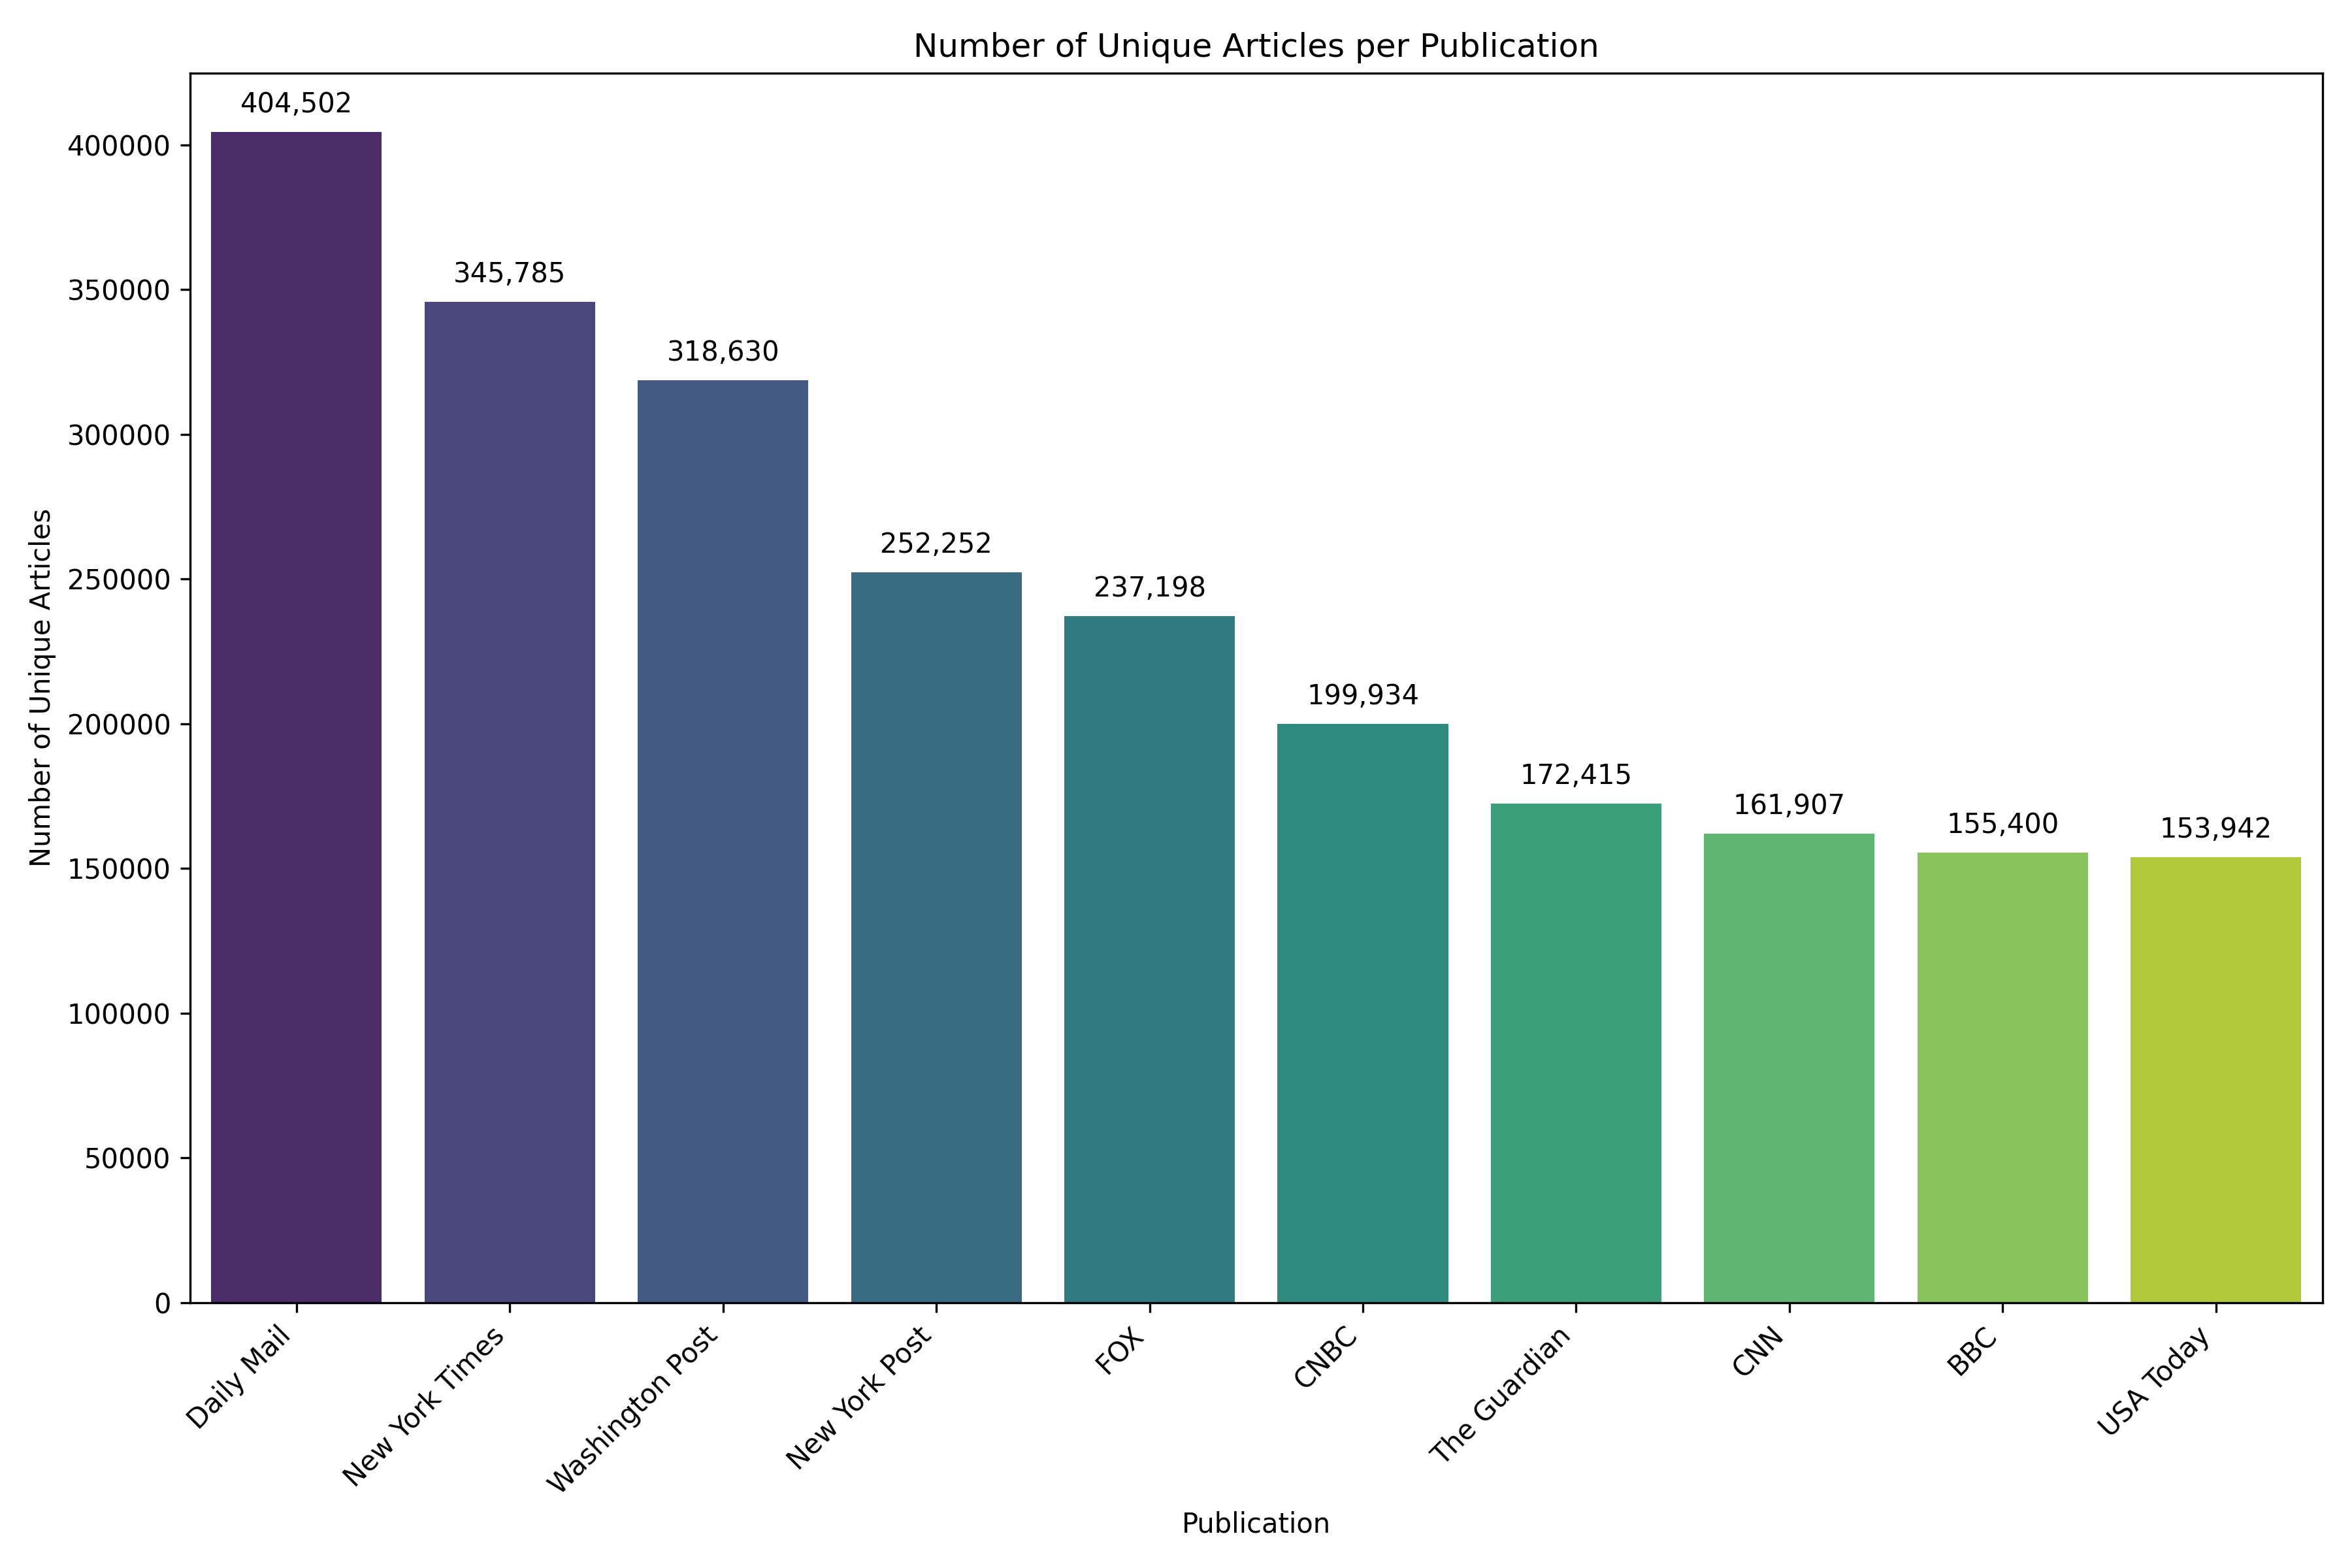 Number of Unique Articles per Publication
Number of Unique Articles
400000
350000
300000
250000
200000
150000
100000
50000
0
404,502
345,785
318,630
252,252
237,198
199,934
172,415
161,907
155,400
153,942
Daily Mail
New York Times
Washington Post
New York Post
FOX
CNBC
The Guardian
CNN
BBC
USA Today
Publication